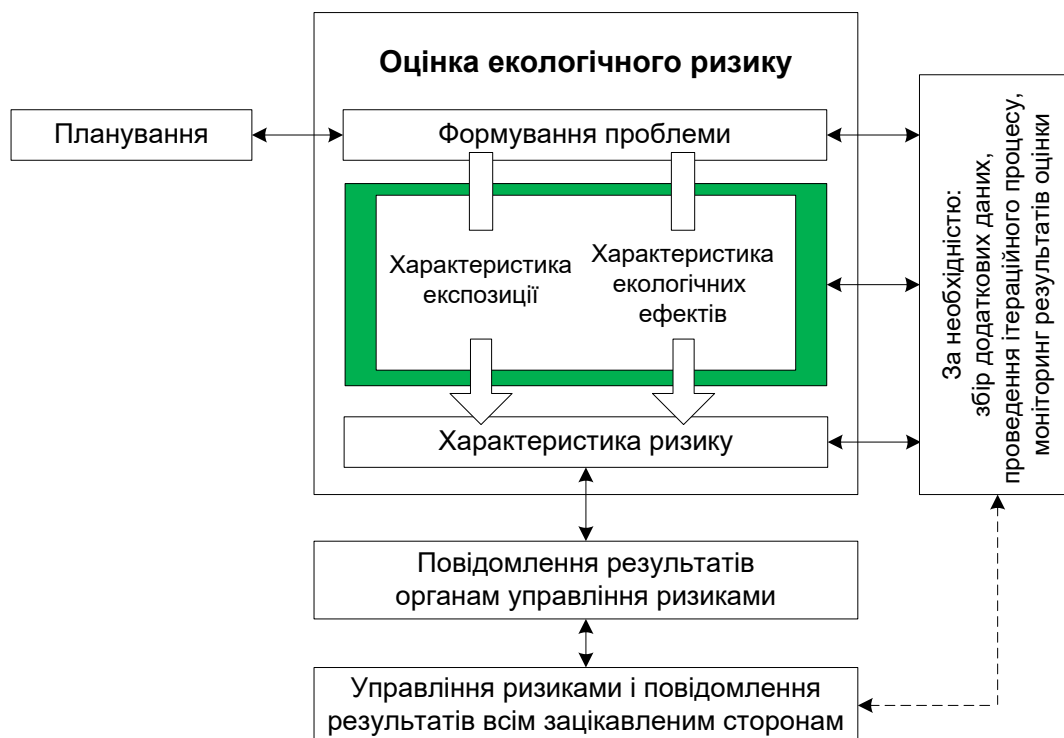 Оцінка екологічного ризику
Планування
Формування проблеми
Характеристика
експозиції
Характеристика
екологічних
ефектів
Характеристика ризику
За необхідністю:
збір додаткових даних,
проведення ітераційного процесу,
моніторинг результатів оцінки
Повідомлення результатів
органам управління ризиками
Управління ризиками і повідомлення
результатів всім зацікавленим сторонам